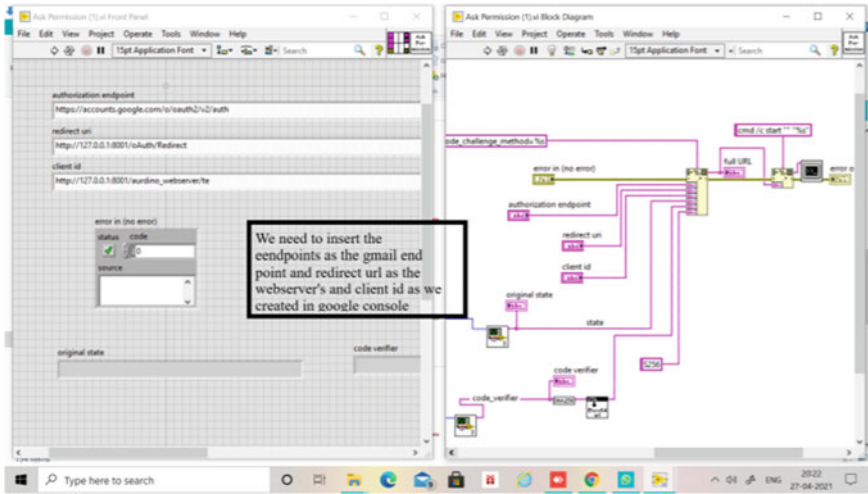 Ask Permission (1).vi Front Panel
File Edit View Project Operate Tools Window Help
15pt Application Font
Search
authorization endpoint
https://accounts.google.com/o/oauth2/v2/auth
redirect uri
http://127.0.0.1:8001/oAuth/Redirect
client id
http://127.0.0.1:8001/aurdino_webserver/te
error in (no error)
status code
0
source
original state
code verifier
We need to insert the
eendpoints as the gmail end
point and redirect url as the
webserver's and client id as we
created in google console
Ask Permission (1).vi Block Diagram
File Edit View Project Operate Tools Window Help
15pt Application Font
Search
ode_challenge_method=%s
cmd /c start "" "%s"
error in (no error)
full URL
error o
authorization endpoint
redirect uri
client id
original state
state
S256
code verifier
code_verifier
Type here to search
ENG
20:22
27-04-2021